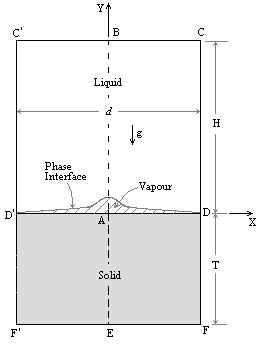 Y
C' B C
Liquid
d
g
H
Phase
Interface
Vapour
D' A D X
Solid
T
F' E F